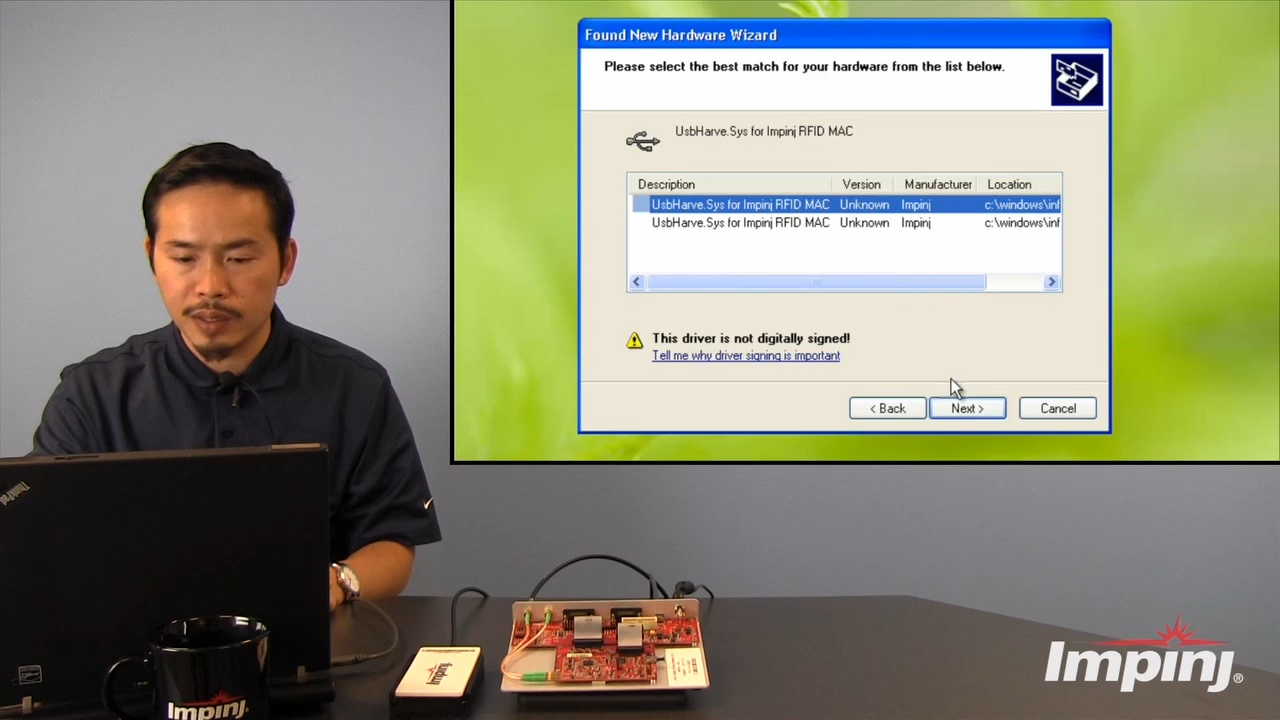 Found New Hardware Wizard
Please select the best match for your hardware from the list below.
UsbHarve.Sys for Impinj RFID MAC
Description Version Manufacturer Location
UsbHarve.Sys for Impinj RFID MAC Unknown Impinj c:\windows\inf
UsbHarve.Sys for Impinj RFID MAC Unknown Impinj c:\windows\inf
This driver is not digitally signed!
Tell me why driver signing is important
< Back Next > Cancel
ThinkPad
Impinj
Impinj.
Impinj®